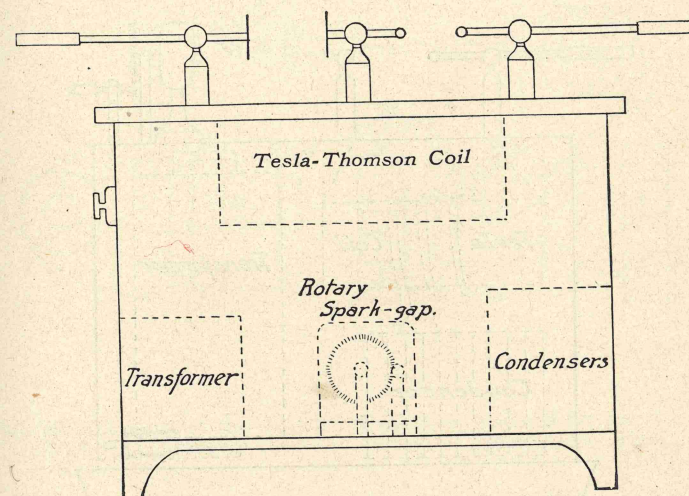 Tesla-Thomson Coil
Rotary
Spark-gap.
Transformer
Condensers